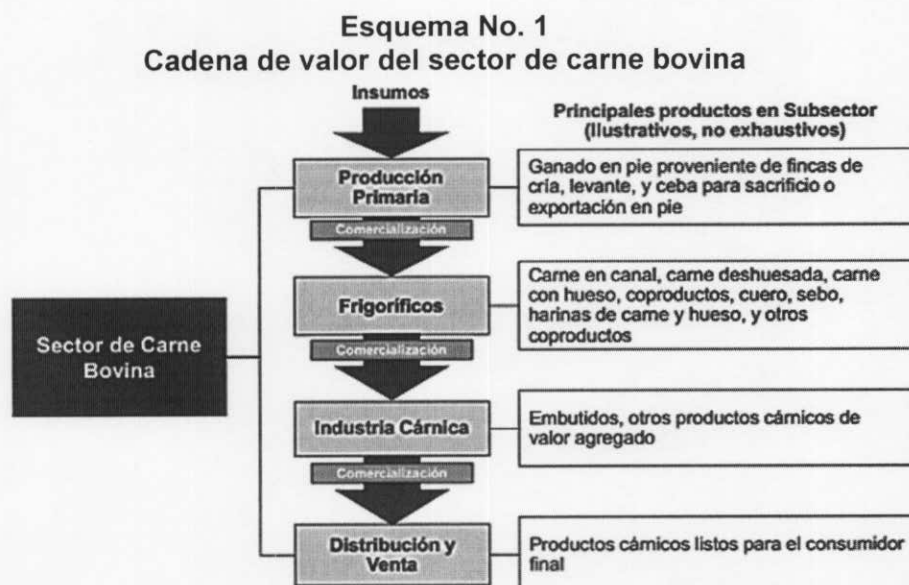 Esquema No. 1
Cadena de valor del sector de carne bovina
Insumos
Principales productos en Subsector
(Ilustrativos, no exhaustivos)
Producción
Primaria
Ganado en pie proveniente de fincas de
cría, levante, y ceba para sacrificio o
exportación en pie
Comercialización
Frigoríficos
Carne en canal, carne deshuesada, carne
con hueso, coproductos, cuero, sebo,
harinas de carne y hueso, y otros
coproductos
Sector de Carne
Bovina
Comercialización
Industria Cárnica
Embutidos, otros productos cárnicos de
valor agregado
Comercialización
Distribución y
Venta
Productos cárnicos listos para el consumidor
final